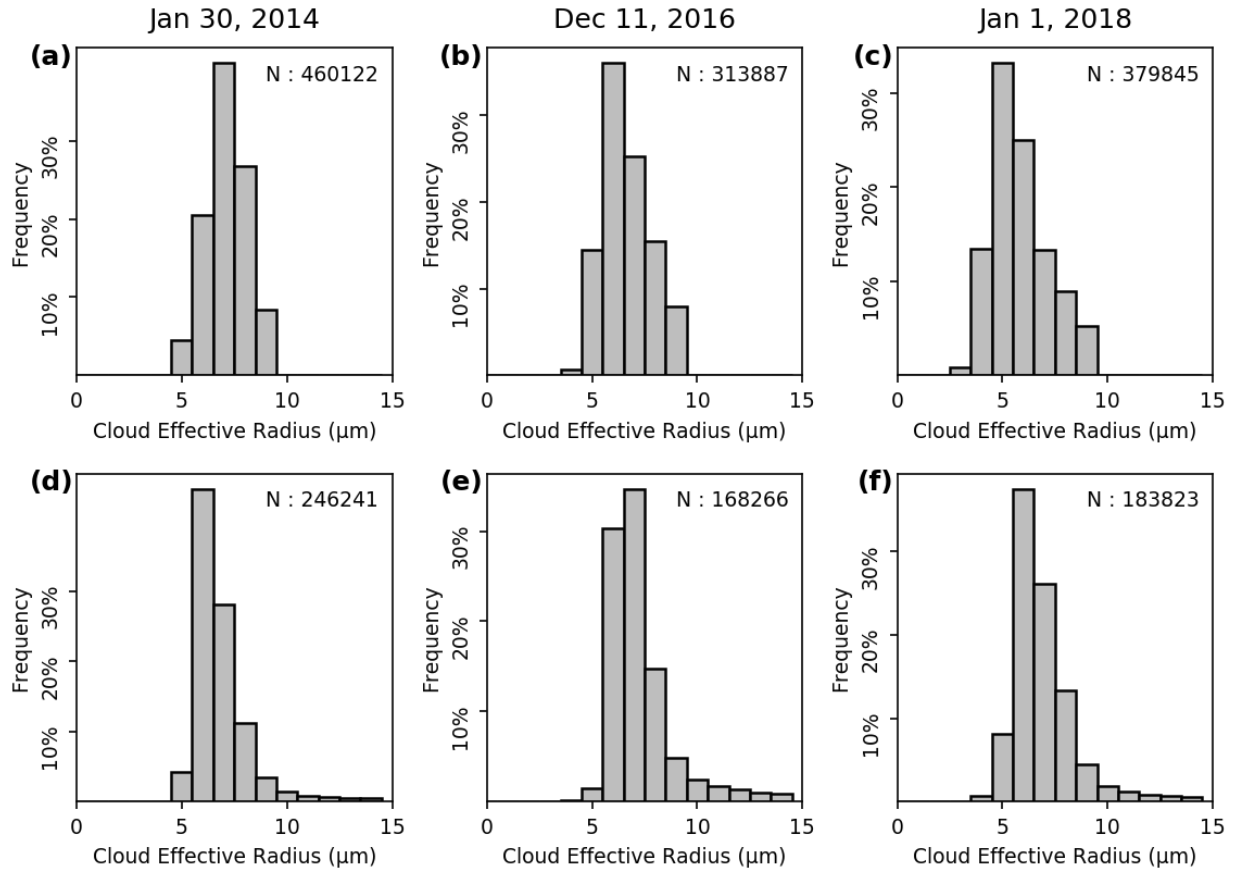 Jan 30, 2014
Dec 11, 2016
Jan 1, 2018
(a)
N : 460122
30%
20%
10%
Frequency
0
5
10
15
Cloud Effective Radius (μm)
(b)
N : 313887
30%
20%
10%
Frequency
0
5
10
15
Cloud Effective Radius (μm)
(c)
N : 379845
30%
20%
10%
Frequency
0
5
10
15
Cloud Effective Radius (μm)
(d)
N : 246241
30%
20%
10%
Frequency
0
5
10
15
Cloud Effective Radius (μm)
(e)
N : 168266
30%
20%
10%
Frequency
0
5
10
15
Cloud Effective Radius (μm)
(f)
N : 183823
30%
20%
10%
Frequency
0
5
10
15
Cloud Effective Radius (μm)